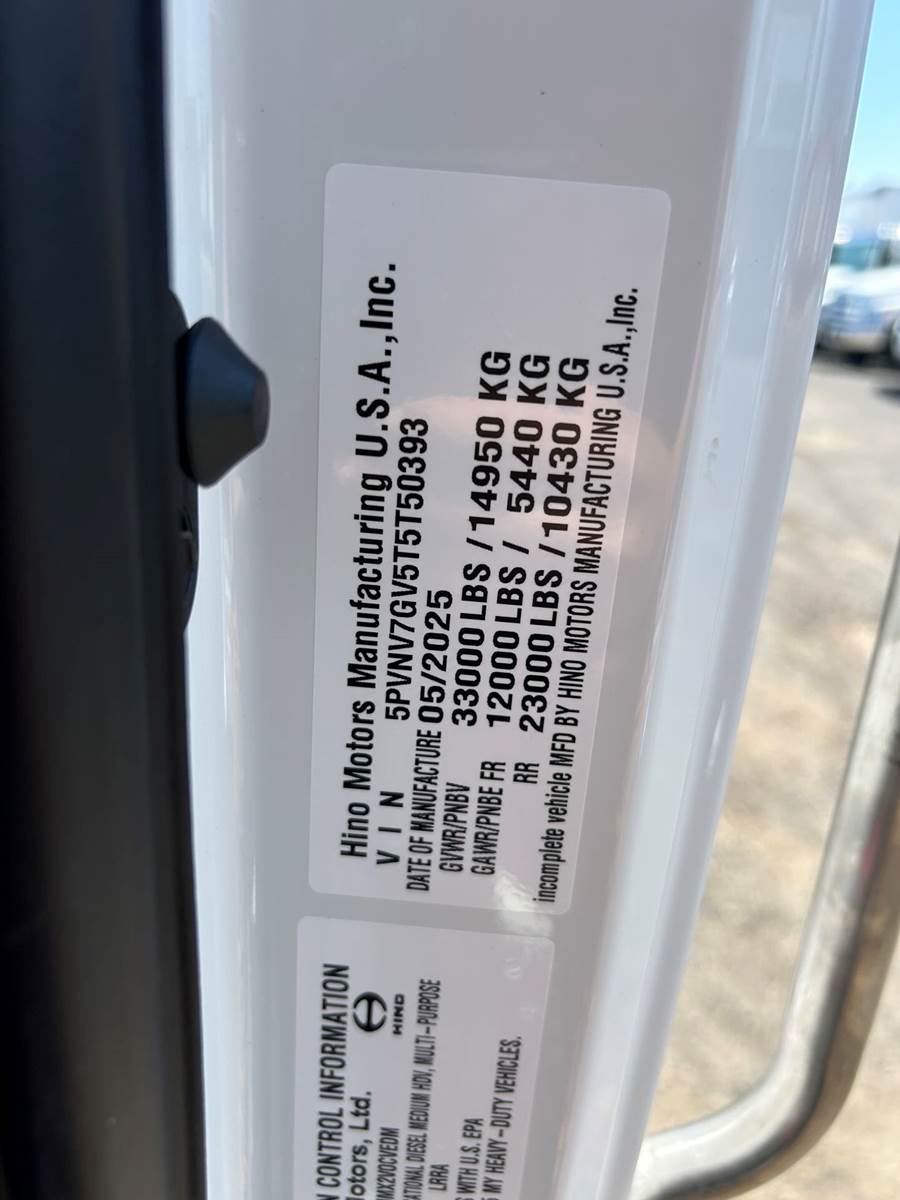 Hino Motors Manufacturing U.S.A.,Inc.
V I N 5PVNV7GV5T5T50393
DATE OF MANUFACTURE 05/2025
GVWR/PNBV 33000 LBS / 14950 KG
GAWR/PNBE FR 12000 LBS / 5440 KG
RR 23000 LBS / 10430 KG
incomplete vehicle MFD BY HINO MOTORS MANUFACTURING U.S.A.,Inc.
CONTROL INFORMATION
Motors, Ltd.
HINO
MEDIUM HDV, MULTI-PURPOSE
LRRA
WITH U.S. EPA
MY HEAVY-DUTY VEHICLES.